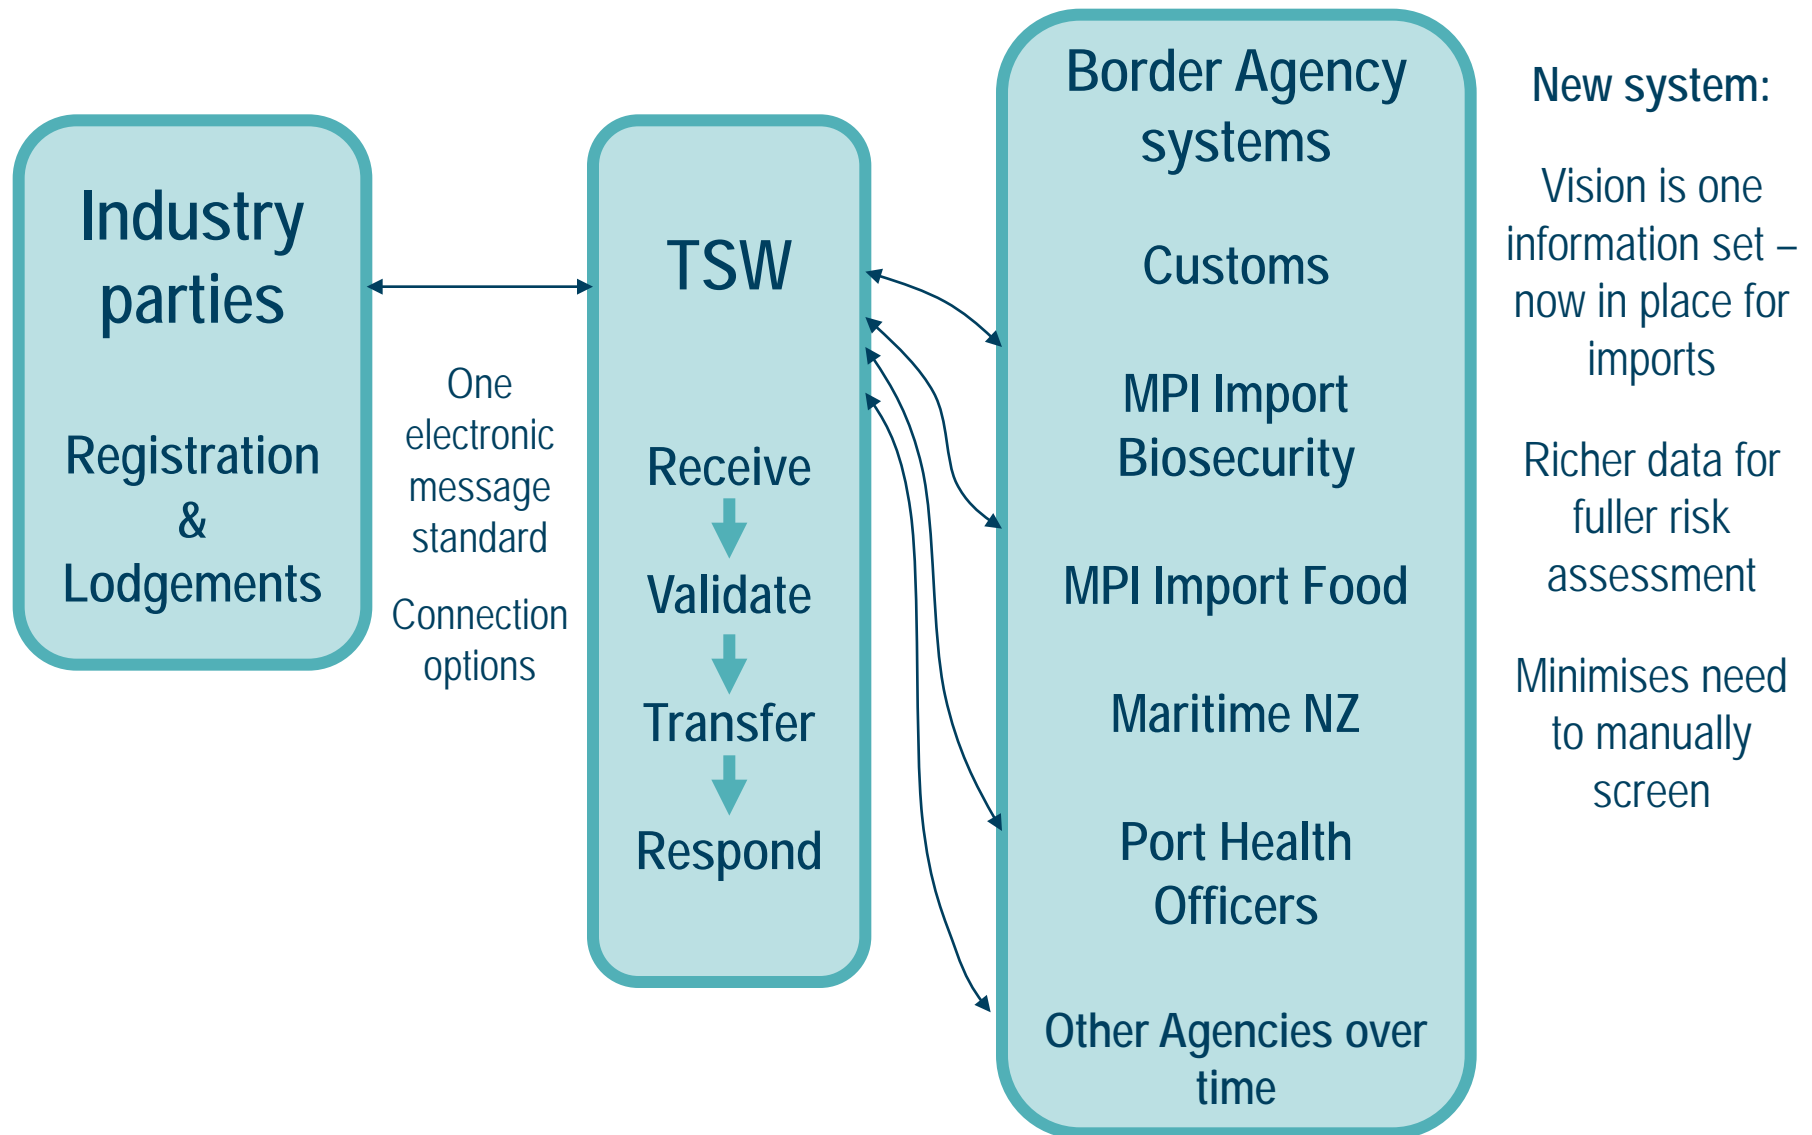 Industry
parties
Registration
&
Lodgements
One
electronic
message
standard
Connection
options
TSW
Receive
Validate
Transfer
Respond
Border Agency
systems
Customs
MPI Import
Biosecurity
MPI Import Food
Maritime NZ
Port Health
Officers
Other Agencies over
time
New system:
Vision is one
information set –
now in place for
imports
Richer data for
fuller risk
assessment
Minimises need
to manually
screen